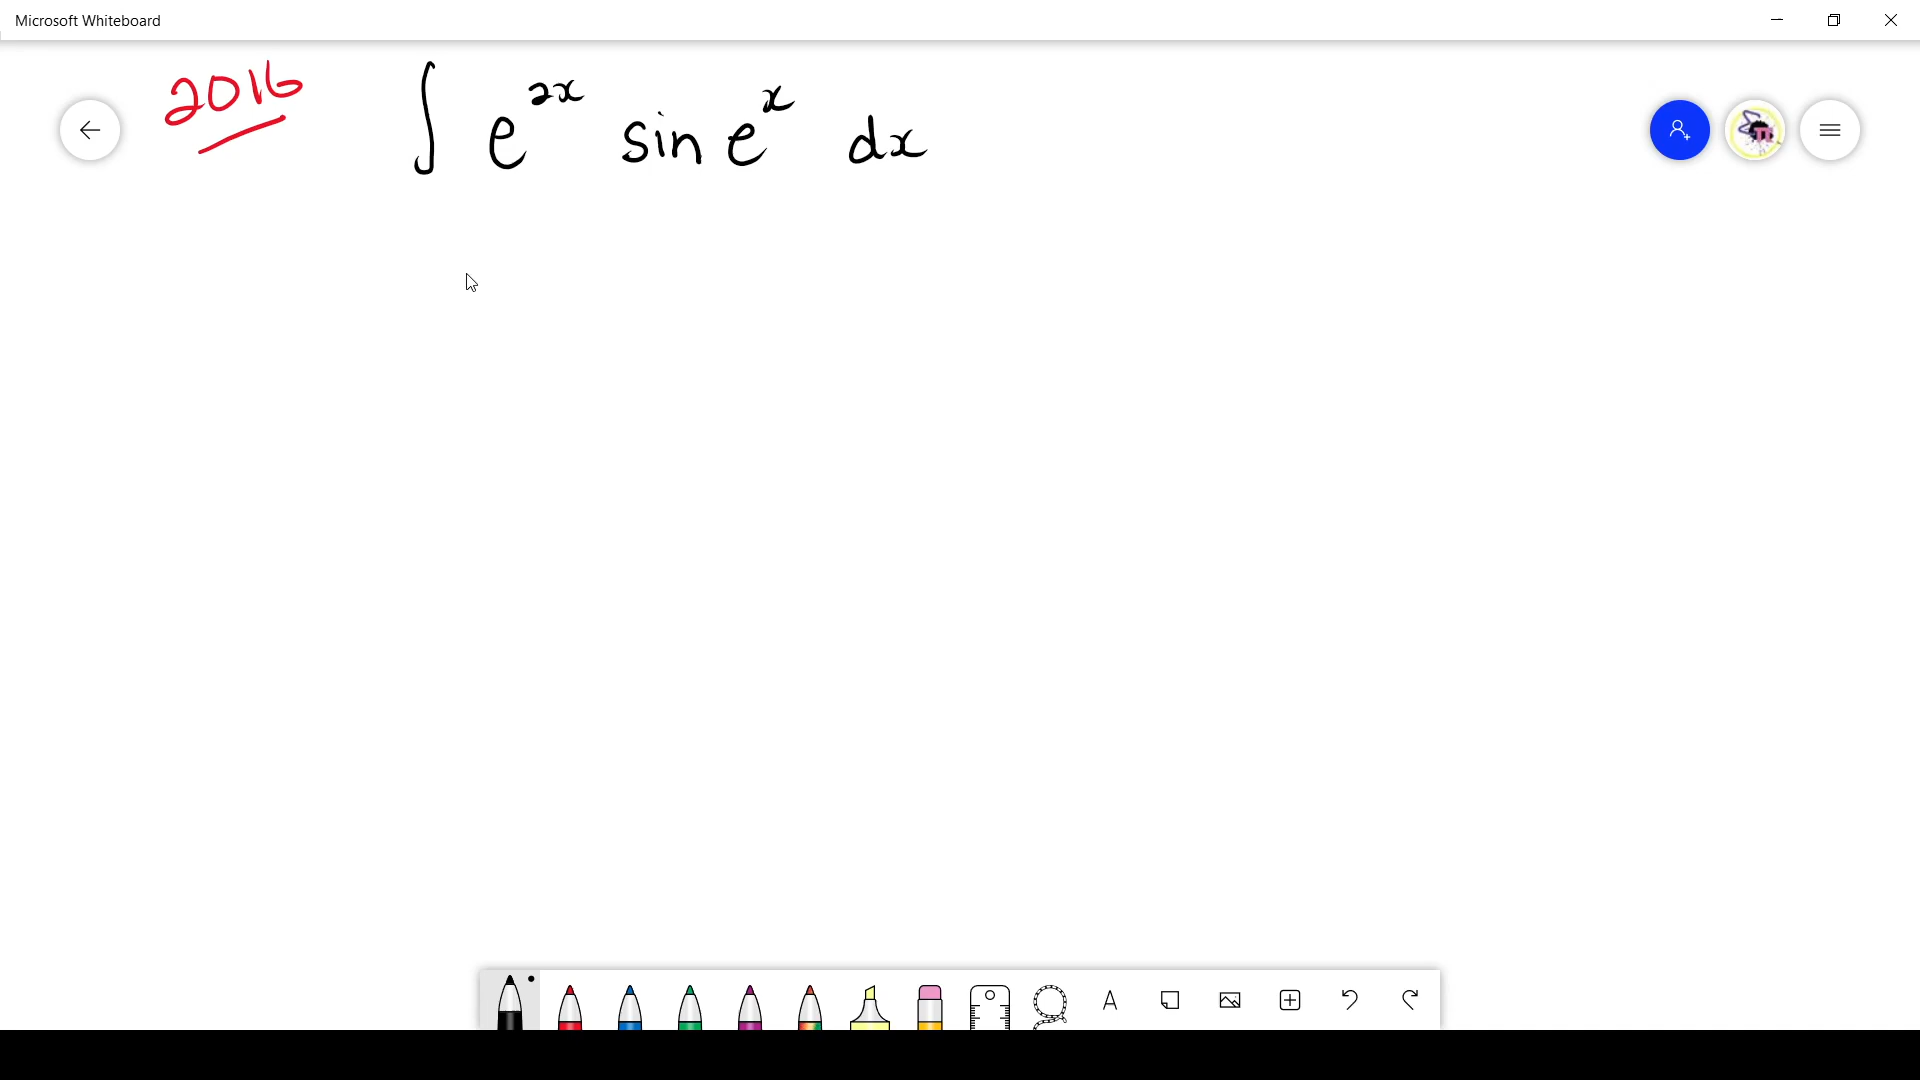 Microsoft Whiteboard
2016 ∫ e^{2x} sin e^x dx